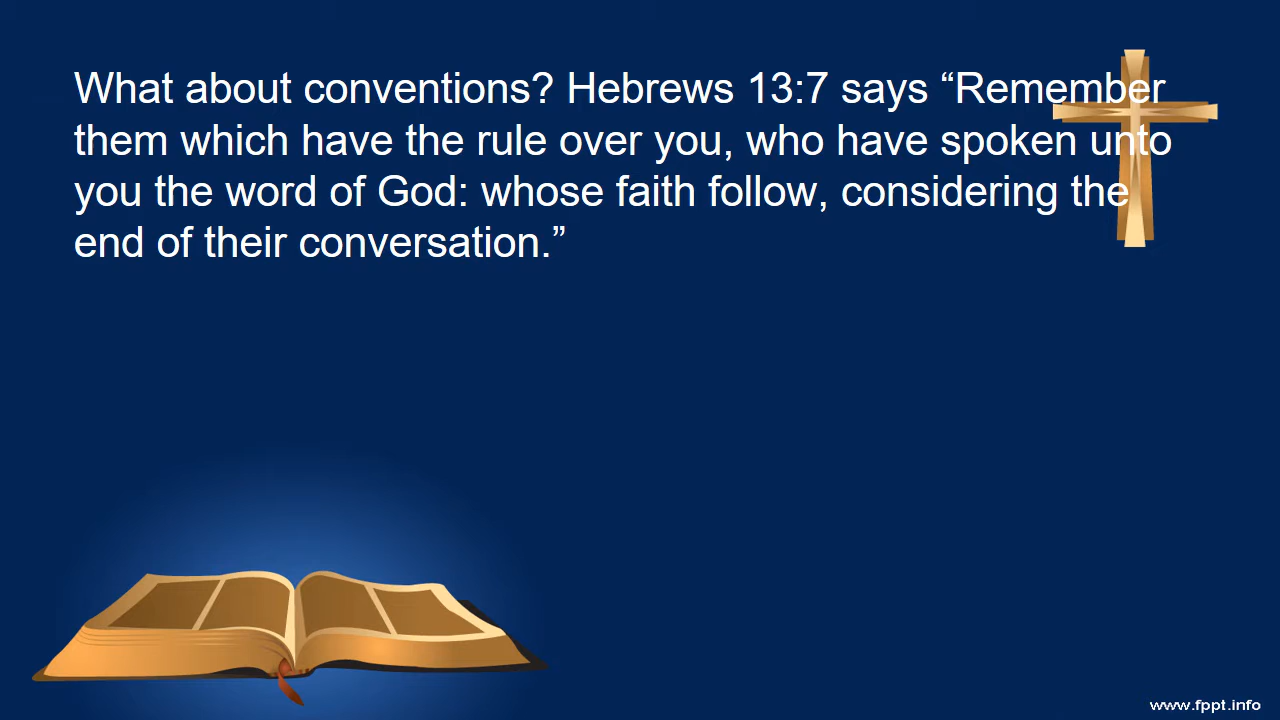 What about conventions? Hebrews 13:7 says “Remember
them which have the rule over you, who have spoken unto
you the word of God: whose faith follow, considering the
end of their conversation.”
www.fppt.info